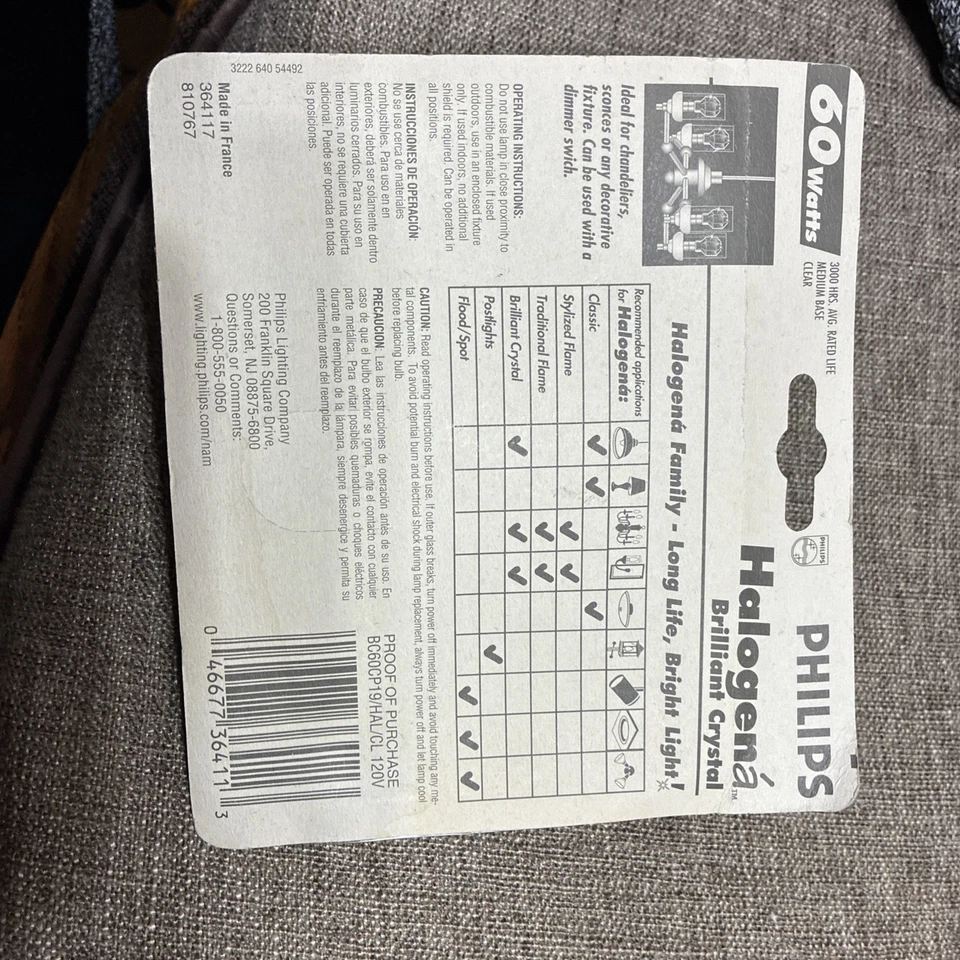 60 Watts
3000 HRS. AVG. RATED LIFE
MEDIUM BASE
CLEAR
PHILIPS
PHILIPS
Halogená™
Brilliant Crystal
Ideal for chandeliers,
sconces or any decorative
fixture. Can be used with a
dimmer swich.
OPERATING INSTRUCTIONS:
Do not use lamp in close proximity to
combustible materials. If used
outdoors, use in an enclosed fixture
only. If used indoors, no additional
shield is required. Can be operated in
all positions.
INSTRUCCIONES DE OPERACIÓN:
No se use cerca de materiales
combustibles. Para uso en en
exteriores, deberá ser solamente dentro
luminarios cerrados. Para su uso en
interiores, no se requiere una cubierta
adicional. Puede ser operada en todas
las posiciones.
Made in France
364117
810767
3222 640 54492
Halogená Family - Long Life, Bright Light!
Recommended applications
for Halogená:
Classic
Stylized Flame
Traditional Flame
Brilliant Crystal
Postlights
Flood/Spot
CAUTION: Read operating instructions before use. If outer glass breaks, turn power off immediately and avoid touching any me-
tal components. To avoid potential burn and electrical shock during lamp replacement, always turn power off and let lamp cool
before replacing bulb.
PRECAUCION: Lea las instrucciones de operación antes de su uso. En
caso de que el bulbo exterior se rompa, evite el contacto con cualquier
parte metálica. Para evitari posibles quemaduras o choques eléctricos
durante el reemplazo de la lámpara, siempre desenergice y permita su
enfriamiento antes del reemplazo.
Philips Lighting Company
200 Franklin Square Drive,
Somerset, NJ 08875-6800
Questions or Comments:
1-800-555-0050
www.lighting.philips.com/nam
PROOF OF PURCHASE
BC60CP19/HAL/CL 120V
0 46677 36411 3